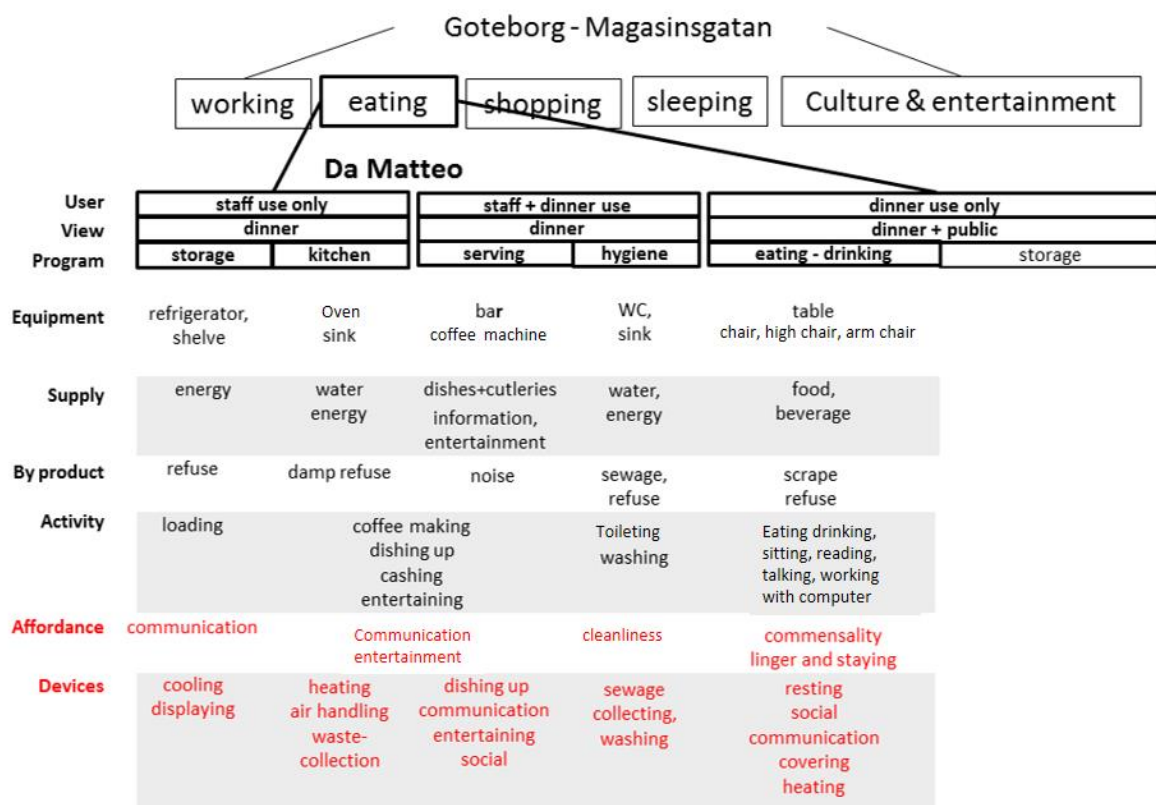 Goteborg - Magasinsgatan
working eating shopping sleeping Culture & entertainment
Da Matteo
User staff use only staff + dinner use dinner use only
View dinner dinner dinner + public
Program storage kitchen serving hygiene eating - drinking storage
Equipment refrigerator, Oven bar WC, table
shelve sink coffee machine sink chair, high chair, arm chair
Supply energy water dishes+cutleries water, food,
energy information, energy beverage
entertainment
By product refuse damp refuse noise sewage, scrape
refuse refuse
Activity loading coffee making Toileting Eating drinking,
dishing up washing sitting, reading,
cashing talking, working
entertaining with computer
Affordance communication Communication cleanliness commensality
entertainment linger and staying
Devices cooling heating dishing up sewage resting
displaying air handling communication collecting, social
waste- entertaining washing communication
collection social covering
heating